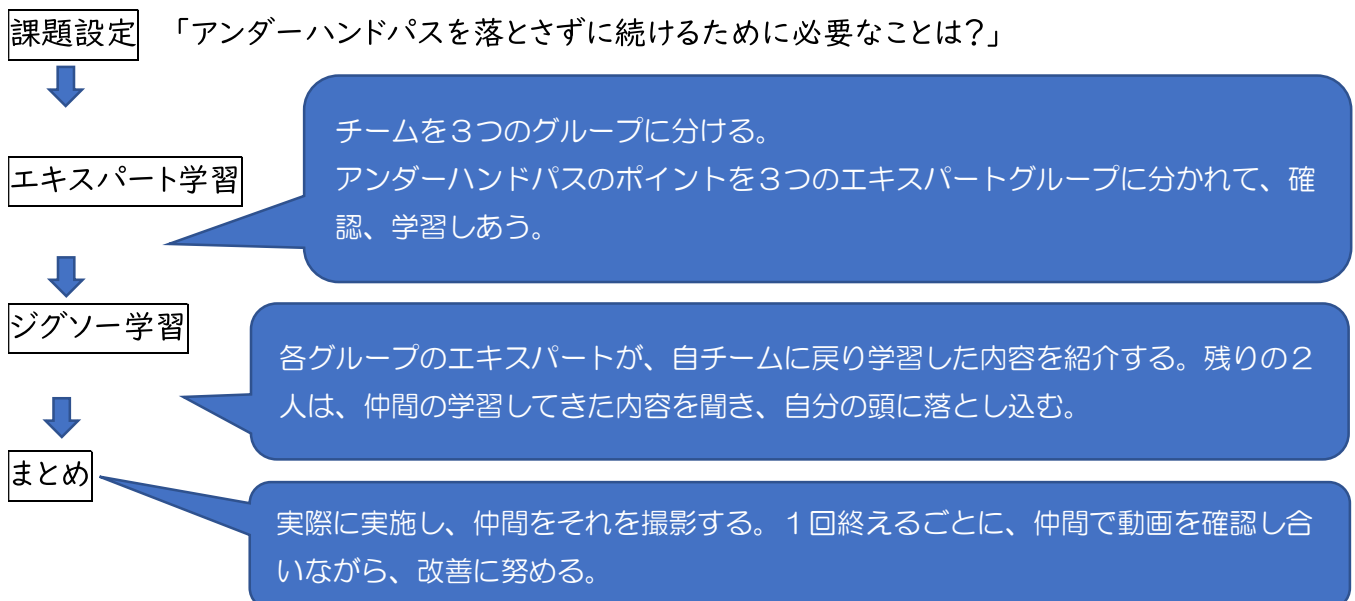 課題設定 「アンダーハンドパスを落とさずに続けるために必要なことは？」
チームを３つのグループに分ける。
エキスパート学習
アンダーハンドパスのポイントを３つのエキスパートグループに分かれて、確
認、学習しあう。
ジグソー学習
各グループのエキスパートが、自チームに戻り学習した内容を紹介する。残りの２
人は、仲間の学習してきた内容を聞き、自分の頭に落とし込む。
まとめ
実際に実施し、仲間をそれを撮影する。１回終えるごとに、仲間で動画を確認し合
いながら、改善に努める。